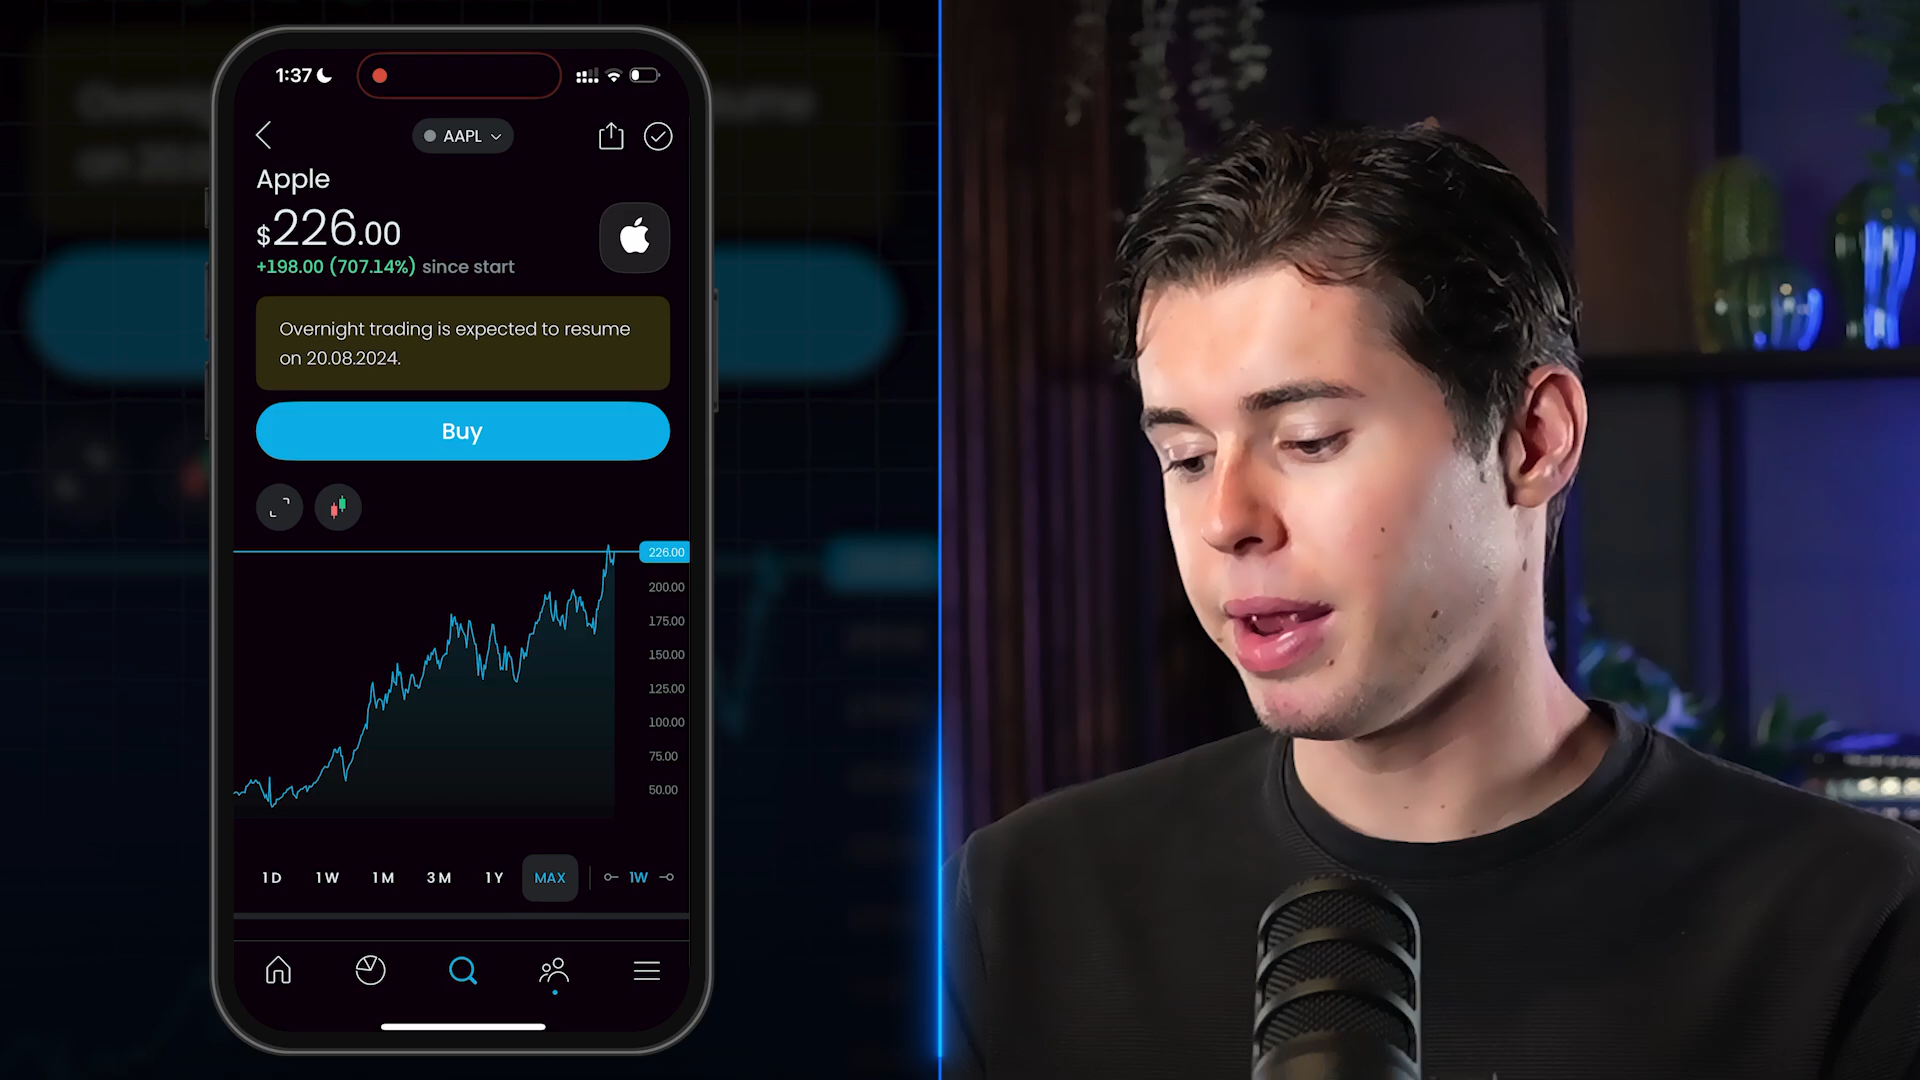 1:37
AAPL
Apple
$226.00
+198.00 (707.14%) since start
Overnight trading is expected to resume
on 20.08.2024.
Buy
226.00
200.00
175.00
150.00
125.00
100.00
75.00
50.00
1D 1W 1M 3M 1Y MAX 1W